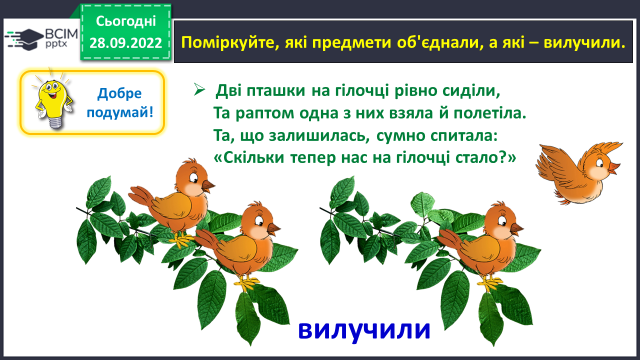 ВСІМ
pptx
Сьогодні
28.09.2022
Поміркуйте, які предмети об'єднали, а які – вилучили.
Добре
подумай!
Дві пташки на гілочці рівно сиділи,
Та раптом одна з них взяла й полетіла.
Та, що залишилась, сумно спитала:
«Скільки тепер нас на гілочці стало?»
вилучили